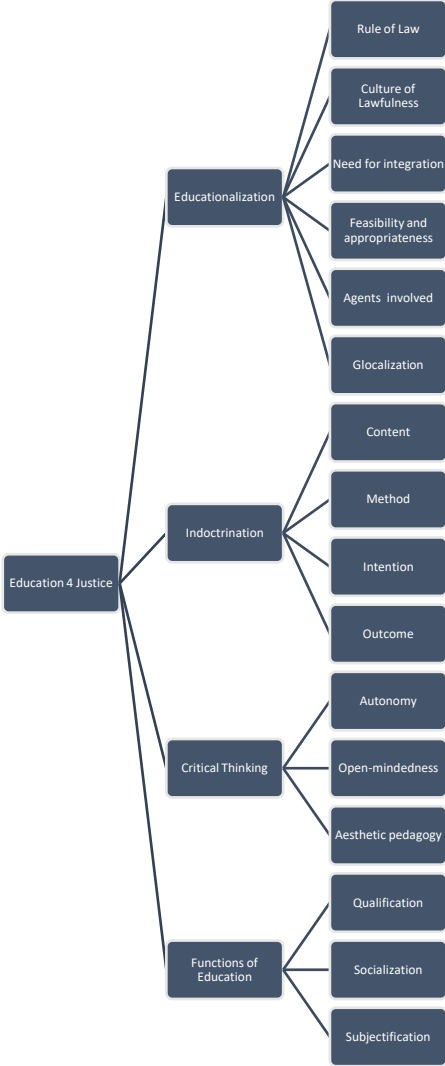 Education 4 Justice
Educationalization
Rule of Law
Culture of
Lawfulness
Need for integration
Feasibility and
appropriateness
Agents involved
Glocalization
Indoctrination
Content
Method
Intention
Outcome
Critical Thinking
Autonomy
Open-mindedness
Aesthetic pedagogy
Functions of
Education
Qualification
Socialization
Subjectification